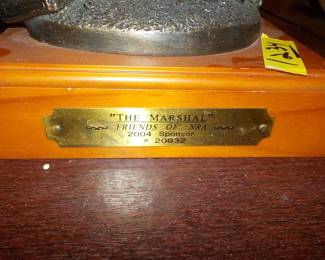 "THE MARSHAL"
FRIENDS OF NRA
2004 Sponsor
# 20832